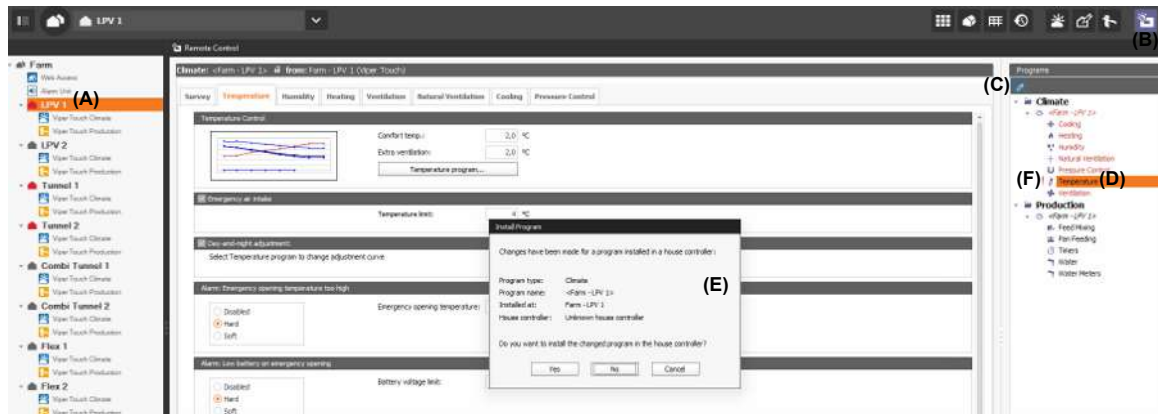 LPV 1
(B)
Remote Control
Farm
Web Access
Alarm Unit
LPV 1 (A)
Viper Touch Climate
Viper Touch Production
LPV 2
Viper Touch Climate
Viper Touch Production
Tunnel 1
Viper Touch Climate
Viper Touch Production
Tunnel 2
Viper Touch Climate
Viper Touch Production
Combi Tunnel 1
Viper Touch Climate
Viper Touch Production
Combi Tunnel 2
Viper Touch Climate
Viper Touch Production
Flex 1
Viper Touch Climate
Viper Touch Production
Flex 2
Viper Touch Climate
Viper Touch Production
Climate: <Farm - LPV 1> from: Farm - LPV 1 (Viper Touch)
Survey Temperature Humidity Heating Ventilation Natural Ventilation Cooling Pressure Control
Temperature Control
Comfort temp.: 2,0 °C
Extra ventilation: 2,0 °C
Temperature program...
Emergency air intake
Temperature limit: 4 °C
Day-and-night adjustment:
Select Temperature program to change adjustment curve
Alarm: Emergency opening temperature too high
Disabled
Hard
Soft
Emergency opening temperature:
Alarm: Low battery on emergency opening
Disabled
Hard
Soft
Battery voltage limit:
Install Program
Changes have been made for a program installed in a house controller:
(E)
Program type: Climate
Program name: <Farm - LPV 1>
Installed at: Farm - LPV 1
House controller: Unknown house controller
Do you want to install the changed program in the house controller?
Yes No Cancel
Programs
(C)
Climate
<Farm - LPV 1>
Cooling
Heating
Humidity
Natural Ventilation
Pressure Control
(F) ! Temperature (D)
Ventilation
Production
<Farm - LPV 1>
Feed Mixing
Pan Feeding
Timers
Water
Water Meters